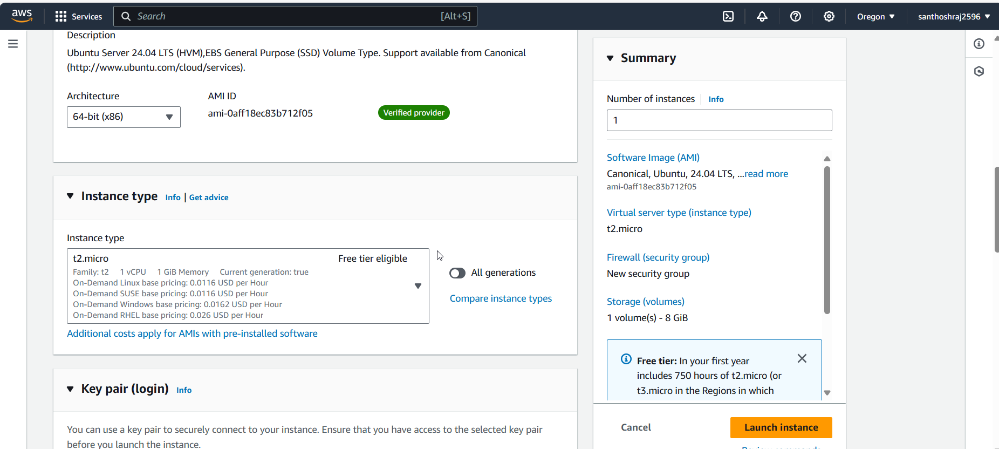 aws
Services
Search
[Alt+S]
Oregon
santhoshraj2596
Description
Ubuntu Server 24.04 LTS (HVM),EBS General Purpose (SSD) Volume Type. Support available from Canonical
(http://www.ubuntu.com/cloud/services).
Architecture
AMI ID
64-bit (x86)
ami-0aff18ec83b712f05
Verified provider
Instance type
Info | Get advice
Instance type
t2.micro
Free tier eligible
Family: t2 1 vCPU 1 GiB Memory Current generation: true
On-Demand Linux base pricing: 0.0116 USD per Hour
On-Demand SUSE base pricing: 0.0116 USD per Hour
On-Demand Windows base pricing: 0.0162 USD per Hour
On-Demand RHEL base pricing: 0.026 USD per Hour
All generations
Compare instance types
Additional costs apply for AMIs with pre-installed software
Key pair (login)
Info
You can use a key pair to securely connect to your instance. Ensure that you have access to the selected key pair
before you launch the instance.
Summary
Number of instances
Info
1
Software Image (AMI)
Canonical, Ubuntu, 24.04 LTS, ...read more
ami-0aff18ec83b712f05
Virtual server type (instance type)
t2.micro
Firewall (security group)
New security group
Storage (volumes)
1 volume(s) - 8 GiB
Free tier: In your first year
includes 750 hours of t2.micro (or
t3.micro in the Regions in which
Cancel
Launch instance